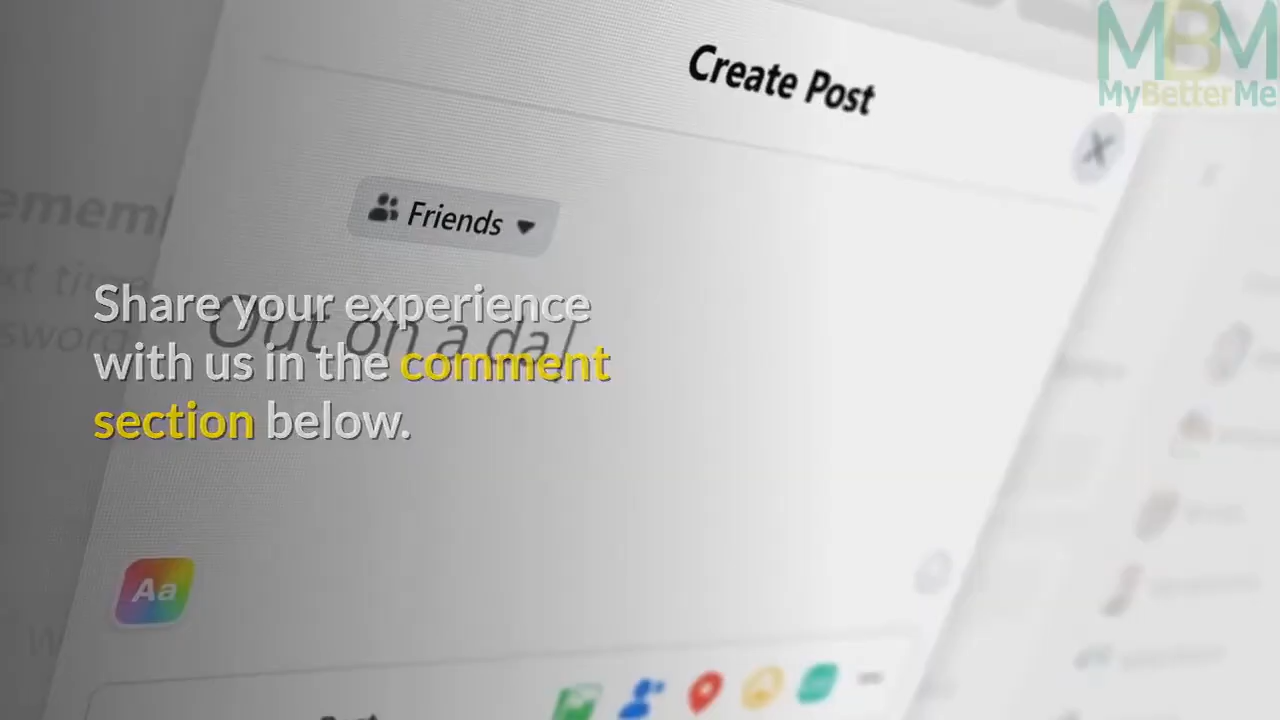 MBM
MyBetterMe
Create Post
X
Friends
Out on a da
Share your experience
with us in the comment
section below.
Aa